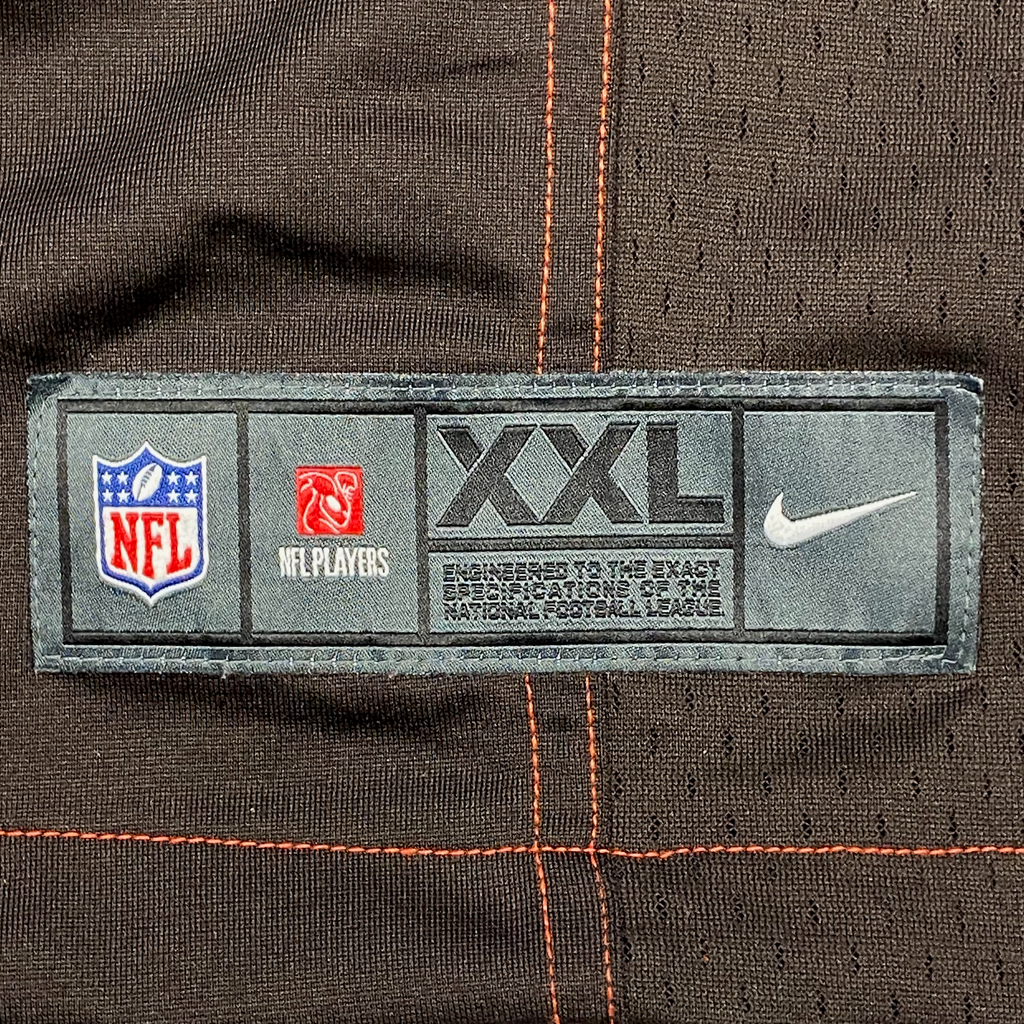 NFL
NFL PLAYERS
XXL
ENGINEERED TO THE EXACT
SPECIFICATIONS OF THE
NATIONAL FOOTBALL LEAGUE